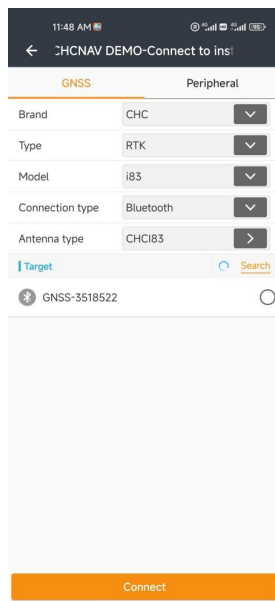 11:48 AM
CHCNAV DEMO-Connect to inst
GNSS
Peripheral
Brand CHC
Type RTK
Model i83
Connection type Bluetooth
Antenna type CHCI83
Target Search
GNSS-3518522
Connect